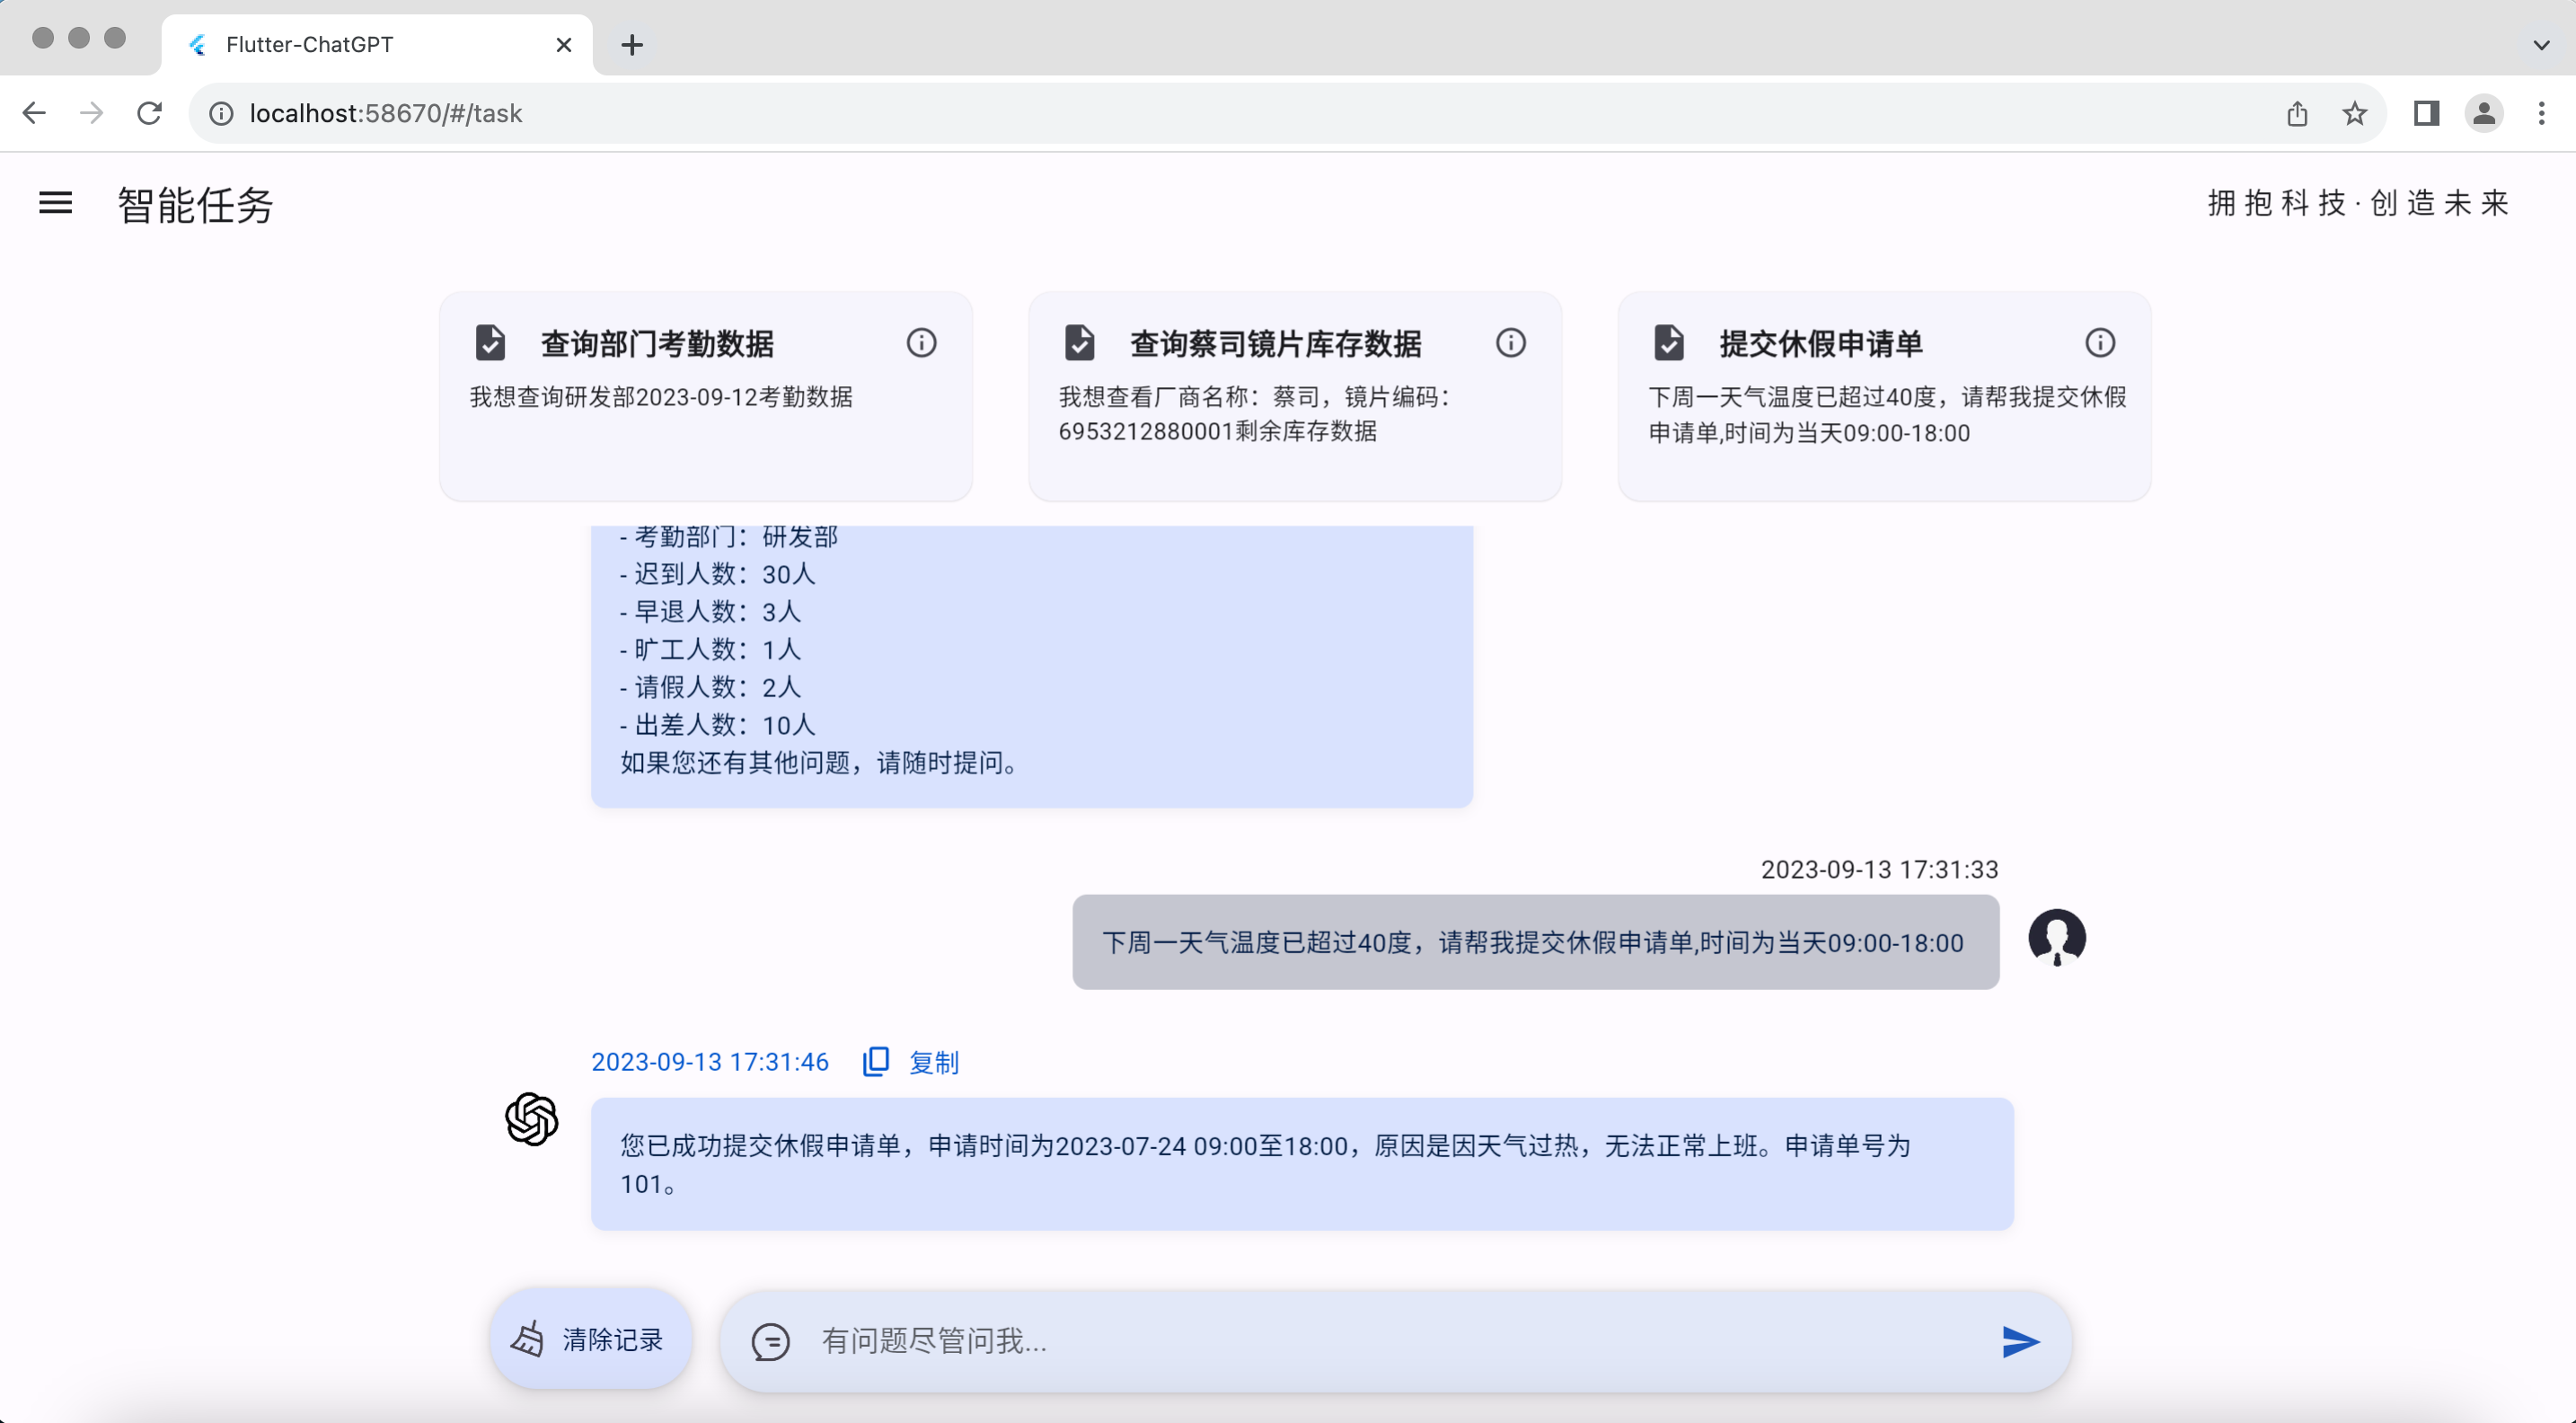 Flutter-ChatGPT
localhost:58670/#/task
智能任务
拥抱科技·创造未来
查询部门考勤数据
我想查询研发部2023-09-12考勤数据
查询蔡司镜片库存数据
我想查看厂商名称：蔡司，镜片编码：
6953212880001剩余库存数据
提交休假申请单
下周一天气温度已超过40度，请帮我提交休假
申请单,时间为当天09:00-18:00
- 考勤部门：研发部
- 迟到人数：30人
- 早退人数：3人
- 旷工人数：1人
- 请假人数：2人
- 出差人数：10人
如果您还有其他问题，请随时提问。
2023-09-13 17:31:33
下周一天气温度已超过40度，请帮我提交休假申请单,时间为当天09:00-18:00
2023-09-13 17:31:46 复制
您已成功提交休假申请单，申请时间为2023-07-24 09:00至18:00，原因是因天气过热，无法正常上班。申请单号为
101。
清除记录
有问题尽管问我...